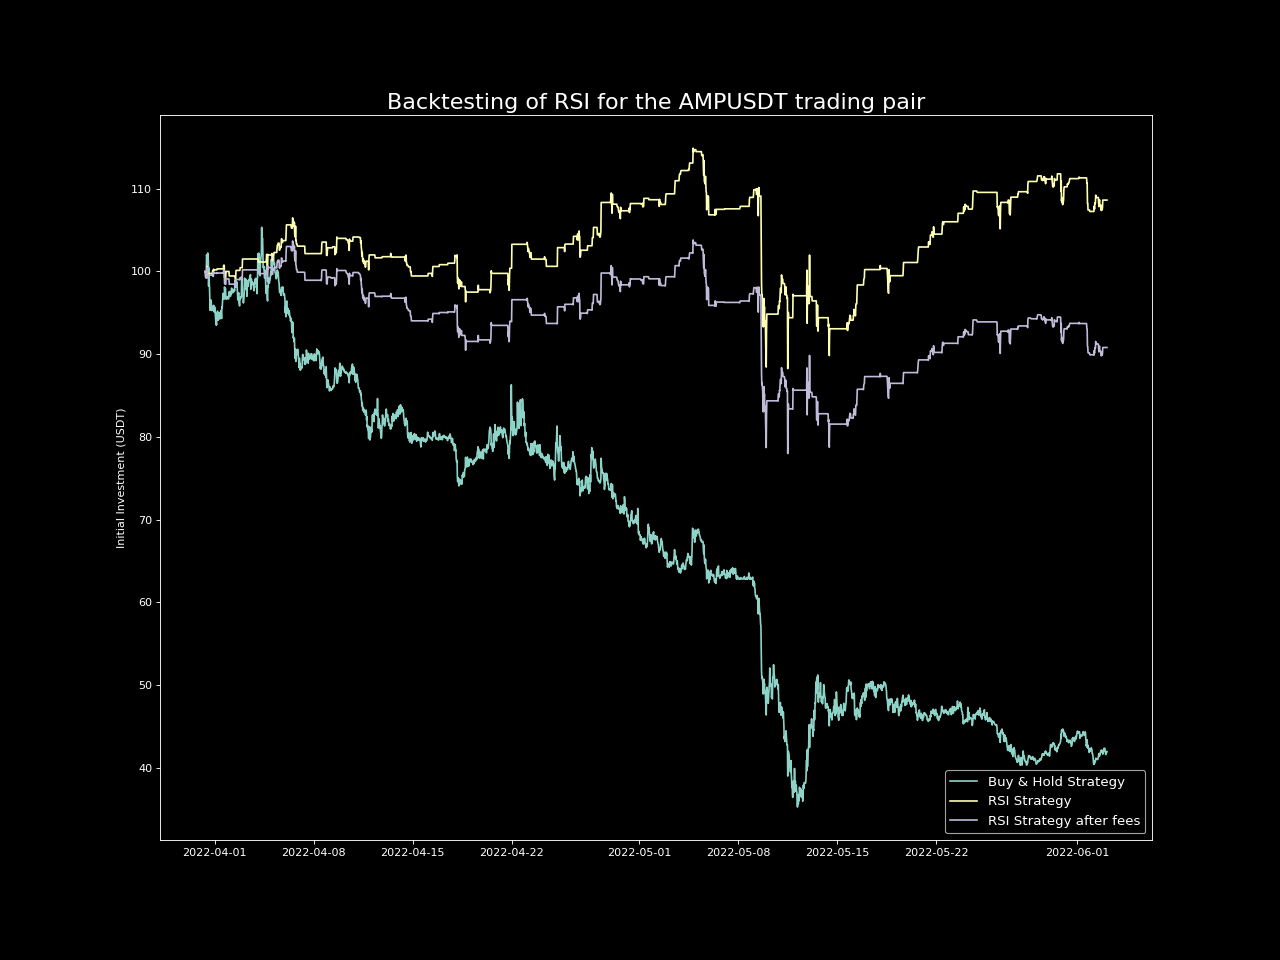 Backtesting of RSI for the AMPUSDT trading pair
Initial Investment (USDT)
110
100
90
80
70
60
50
40
2022-04-01 2022-04-08 2022-04-15 2022-04-22 2022-05-01 2022-05-08 2022-05-15 2022-05-22 2022-06-01
Buy & Hold Strategy
RSI Strategy
RSI Strategy after fees